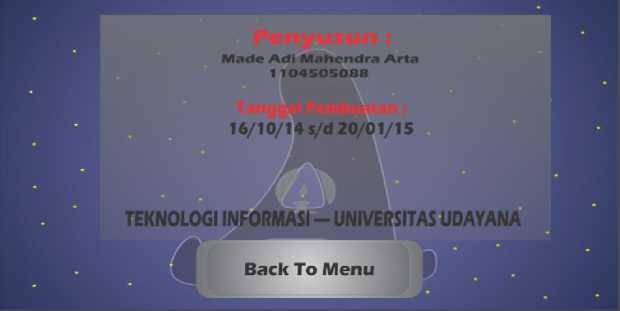 Penyusun :
Made Adi Mahendra Arta
1104505088
Tanggal Pembuatan :
16/10/14 s/d 20/01/15
TEKNOLOGI INFORMASI — UNIVERSITAS UDAYANA
Back To Menu